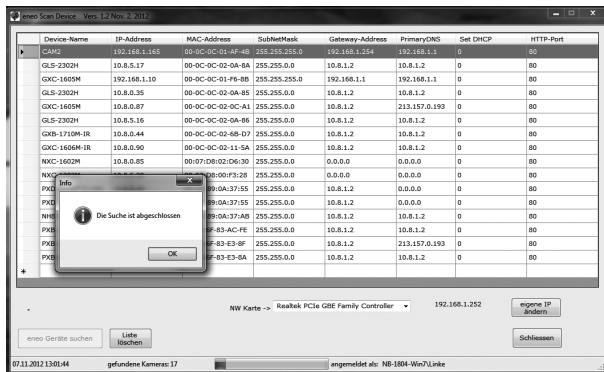 eneo Scan Device Vers. 1.2 Nov. 2. 2012
Device-Name IP-Address MAC-Address SubNetMask Gateway-Address PrimaryDNS Set DHCP HTTP-Port
CAM2 192.168.1.165 00-0C-0C-01-AF-4B 255.255.255.0 192.168.1.254 192.168.1.1 0 80
GLS-2302H 10.8.5.17 00-0C-0C-02-0A-8A 255.255.0.0 10.8.1.2 10.8.1.2 0 80
GXC-1605M 192.168.1.10 00-0C-0C-01-F6-8B 255.255.255.0 192.168.1.1 192.168.1.1 0 80
GLS-2302H 10.8.0.35 00-0C-0C-02-0A-85 255.255.0.0 10.8.1.2 10.8.1.2 0 80
GXC-1605M 10.8.0.87 00-0C-0C-02-0C-A1 255.255.0.0 10.8.1.2 213.157.0.193 0 80
GLS-2302H 10.8.5.16 00-0C-0C-02-0A-86 255.255.0.0 10.8.1.2 10.8.1.2 0 80
GXB-1710M-IR 10.8.0.44 00-0C-0C-02-6B-D7 255.255.0.0 10.8.1.2 10.8.1.2 0 80
GXC-1606M-IR 10.8.0.90 00-0C-0C-02-11-5A 255.255.0.0 10.8.1.2 10.8.1.2 0 80
NXC-1602M 10.8.0.85 00:07:D8:02:D6:30 255.255.0.0 0.0.0.0 0.0.0.0 0 80
D8:00:F3:28 255.255.0.0 0.0.0.0 0.0.0.0 0 80
Info
PXD 89:0A:37:55 255.255.0.0 10.8.1.2 10.8.1.2 0 80
PXD 89:0A:37:55 255.255.0.0 10.8.1.2 10.8.1.2 0 80
Die Suche ist abgeschlossen
89:0A:37:AB 255.255.0.0 10.8.1.2 10.8.1.2 0 80
PXB 6F-83-AC-FE 255.255.0.0 10.8.1.2 10.8.1.2 0 80
PXB 6F-83-E3-8F 255.255.0.0 10.8.1.2 213.157.0.193 0 80
PXB 6F-83-E3-8A 255.255.0.0 10.8.1.2 10.8.1.2 0 80
OK
NW Karte -> Realtek PCIe GBE Family Controller 192.168.1.252 eigene IP
ändern
eneo Geräte suchen Liste
löschen Schliessen
07.11.2012 13:01:44 gefundene Kameras: 17 angemeldet als: NB-1804-Win7\Linke